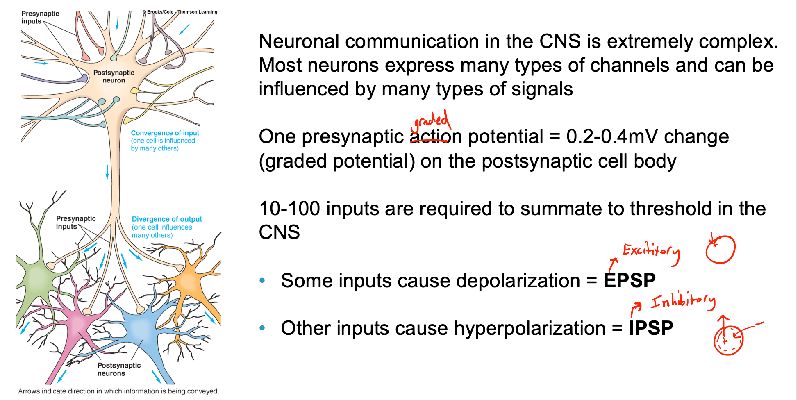 Presynaptic
inputs
Brooks/Cole - Thomson Learning
Postsynaptic
neuron
Convergence of input
(one cell is influenced
by many others)
Presynaptic
inputs
Divergence of output
(one cell influences
many others)
Postsynaptic
neurons
Arrows indicate direction in which information is being conveyed.
Neuronal communication in the CNS is extremely complex.
Most neurons express many types of channels and can be
influenced by many types of signals
graded
One presynaptic action potential = 0.2-0.4mV change
(graded potential) on the postsynaptic cell body
10-100 inputs are required to summate to threshold in the
CNS
Excititory
• Some inputs cause depolarization = EPSP
Inhibitory
• Other inputs cause hyperpolarization = IPSP